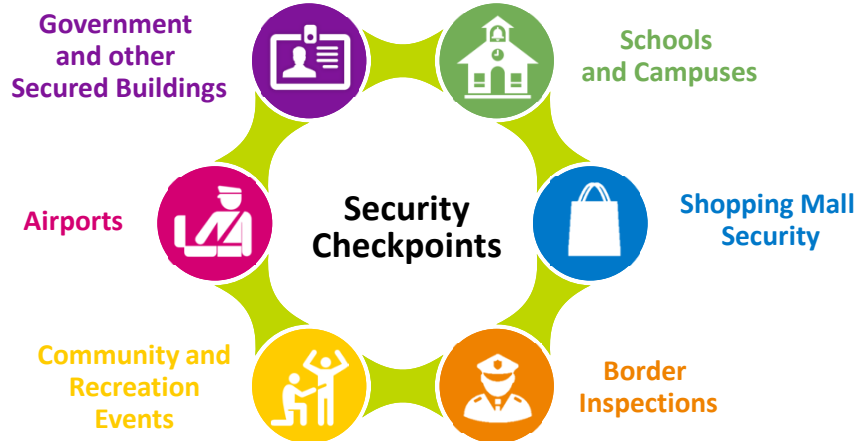 Government
and other
Secured Buildings
Schools
and Campuses
Airports
Security
Checkpoints
Shopping Mall
Security
Community and
Recreation
Events
Border
Inspections